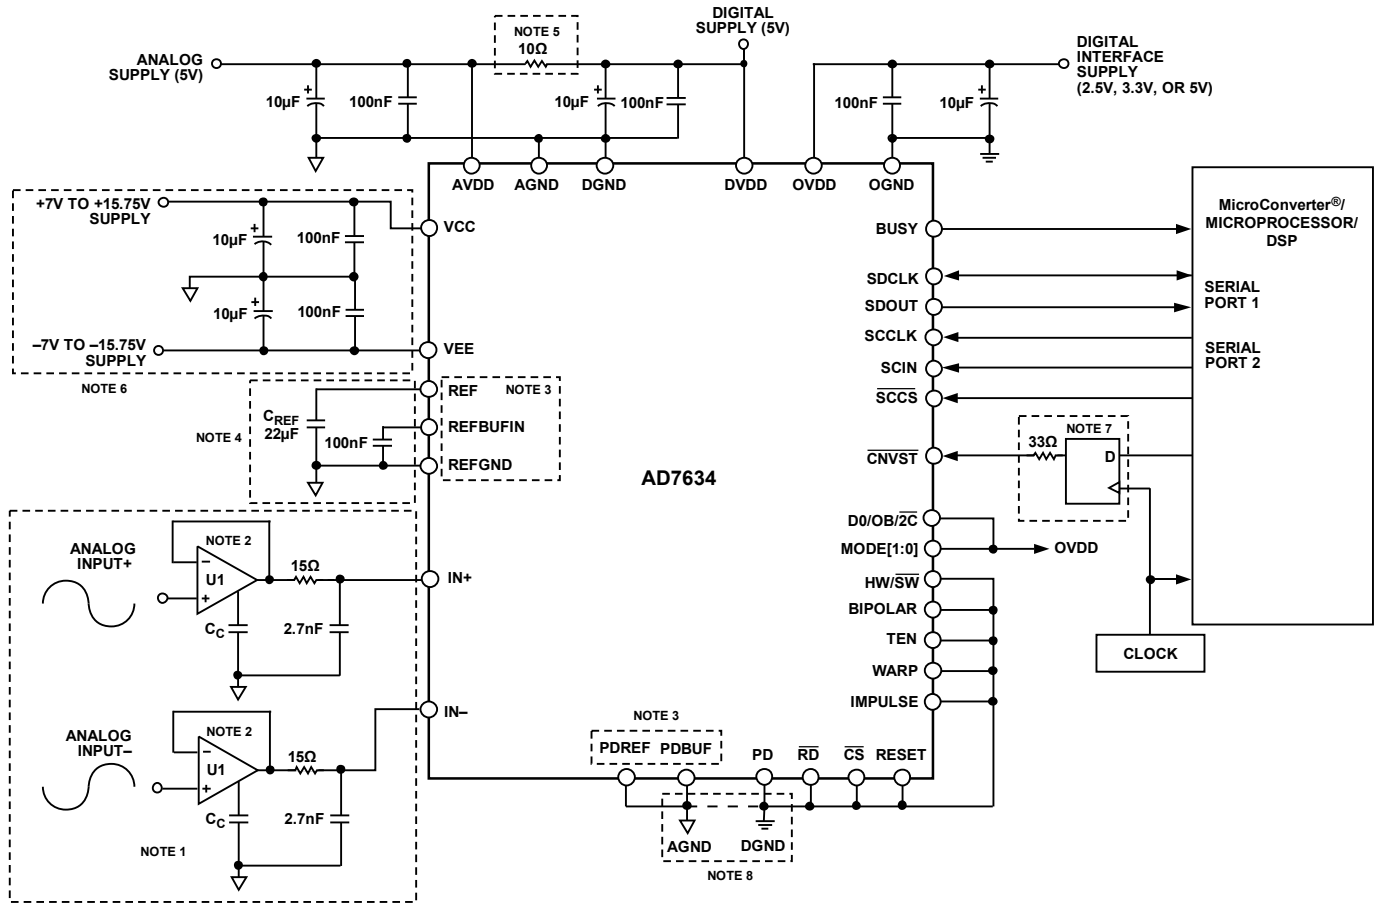 DIGITAL
SUPPLY (5V)
NOTE 5
10Ω
ANALOG
SUPPLY (5V)
DIGITAL
INTERFACE
SUPPLY
(2.5V, 3.3V, OR 5V)
+
10µF
100nF
+
10µF
100nF
100nF
+
10µF
AVDD
AGND
DGND
DVDD
OVDD
OGND
+7V TO +15.75V
SUPPLY
VCC
+
10µF
100nF
+
10µF
100nF
–7V TO –15.75V
SUPPLY
VEE
NOTE 6
REF
NOTE 3
CREF
22µF
NOTE 4
100nF
REFBUFIN
REFGND
AD7634
BUSY
SDCLK
SDOUT
SCCLK
SCIN
SCCS
CNVST
D0/OB/2C
MODE[1:0]
OVDD
HW/SW
BIPOLAR
TEN
WARP
IMPULSE
MicroConverter®/
MICROPROCESSOR/
DSP
SERIAL
PORT 1
SERIAL
PORT 2
NOTE 7
33Ω
D
CLOCK
ANALOG
INPUT+
NOTE 2
–
U1
+
15Ω
IN+
CC
2.7nF
ANALOG
INPUT–
NOTE 2
–
U1
+
15Ω
IN–
CC
2.7nF
NOTE 1
NOTE 3
PDREF
PDBUF
PD
RD
CS
RESET
AGND
DGND
NOTE 8